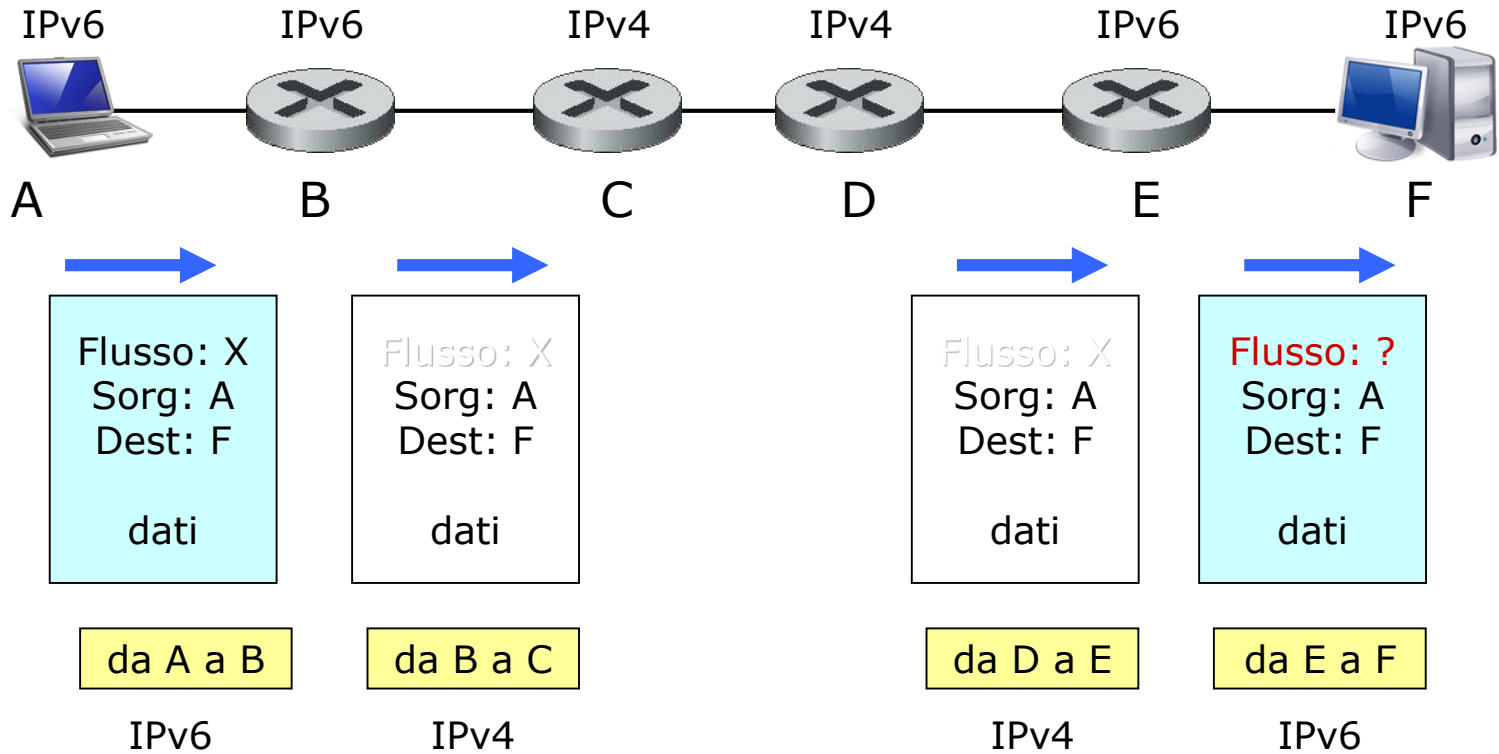 IPv6 IPv6 IPv4 IPv4 IPv6 IPv6
A B C D E F
Flusso: X
Sorg: A
Dest: F
dati
Flusso: X
Sorg: A
Dest: F
dati
Flusso: X
Sorg: A
Dest: F
dati
Flusso: ?
Sorg: A
Dest: F
dati
da A a B
da B a C
da D a E
da E a F
IPv6
IPv4
IPv4
IPv6